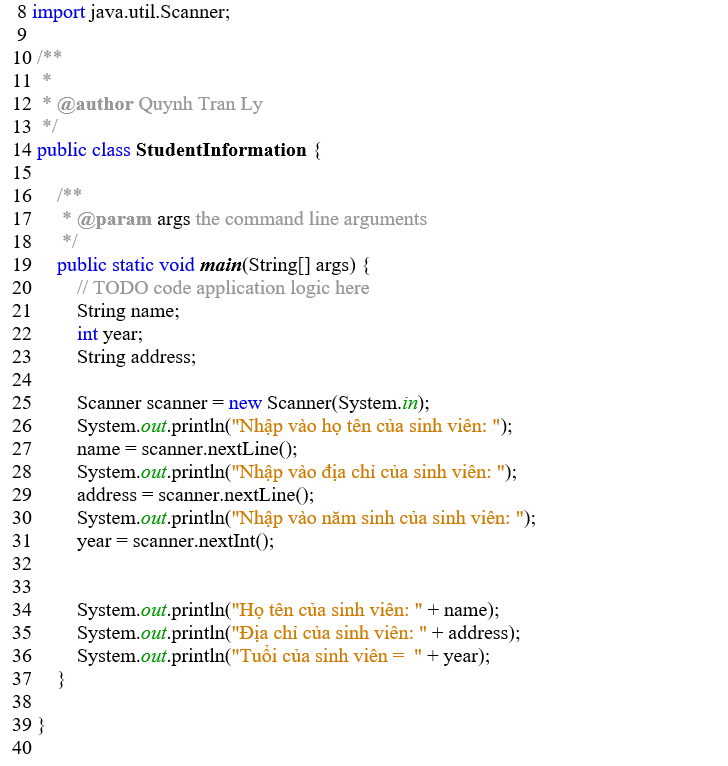 8 import java.util.Scanner;
9
10 /**
11 *
12 * @author Quynh Tran Ly
13 */
14 public class StudentInformation {
15
16 /**
17 * @param args the command line arguments
18 */
19 public static void main(String[] args) {
20 // TODO code application logic here
21 String name;
22 int year;
23 String address;
24
25 Scanner scanner = new Scanner(System.in);
26 System.out.println("Nhập vào họ tên của sinh viên: ");
27 name = scanner.nextLine();
28 System.out.println("Nhập vào địa chỉ của sinh viên: ");
29 address = scanner.nextLine();
30 System.out.println("Nhập vào năm sinh của sinh viên: ");
31 year = scanner.nextInt();
32
33
34 System.out.println("Họ tên của sinh viên: " + name);
35 System.out.println("Địa chỉ của sinh viên: " + address);
36 System.out.println("Tuổi của sinh viên =  " + year);
37 }
38
39 }
40